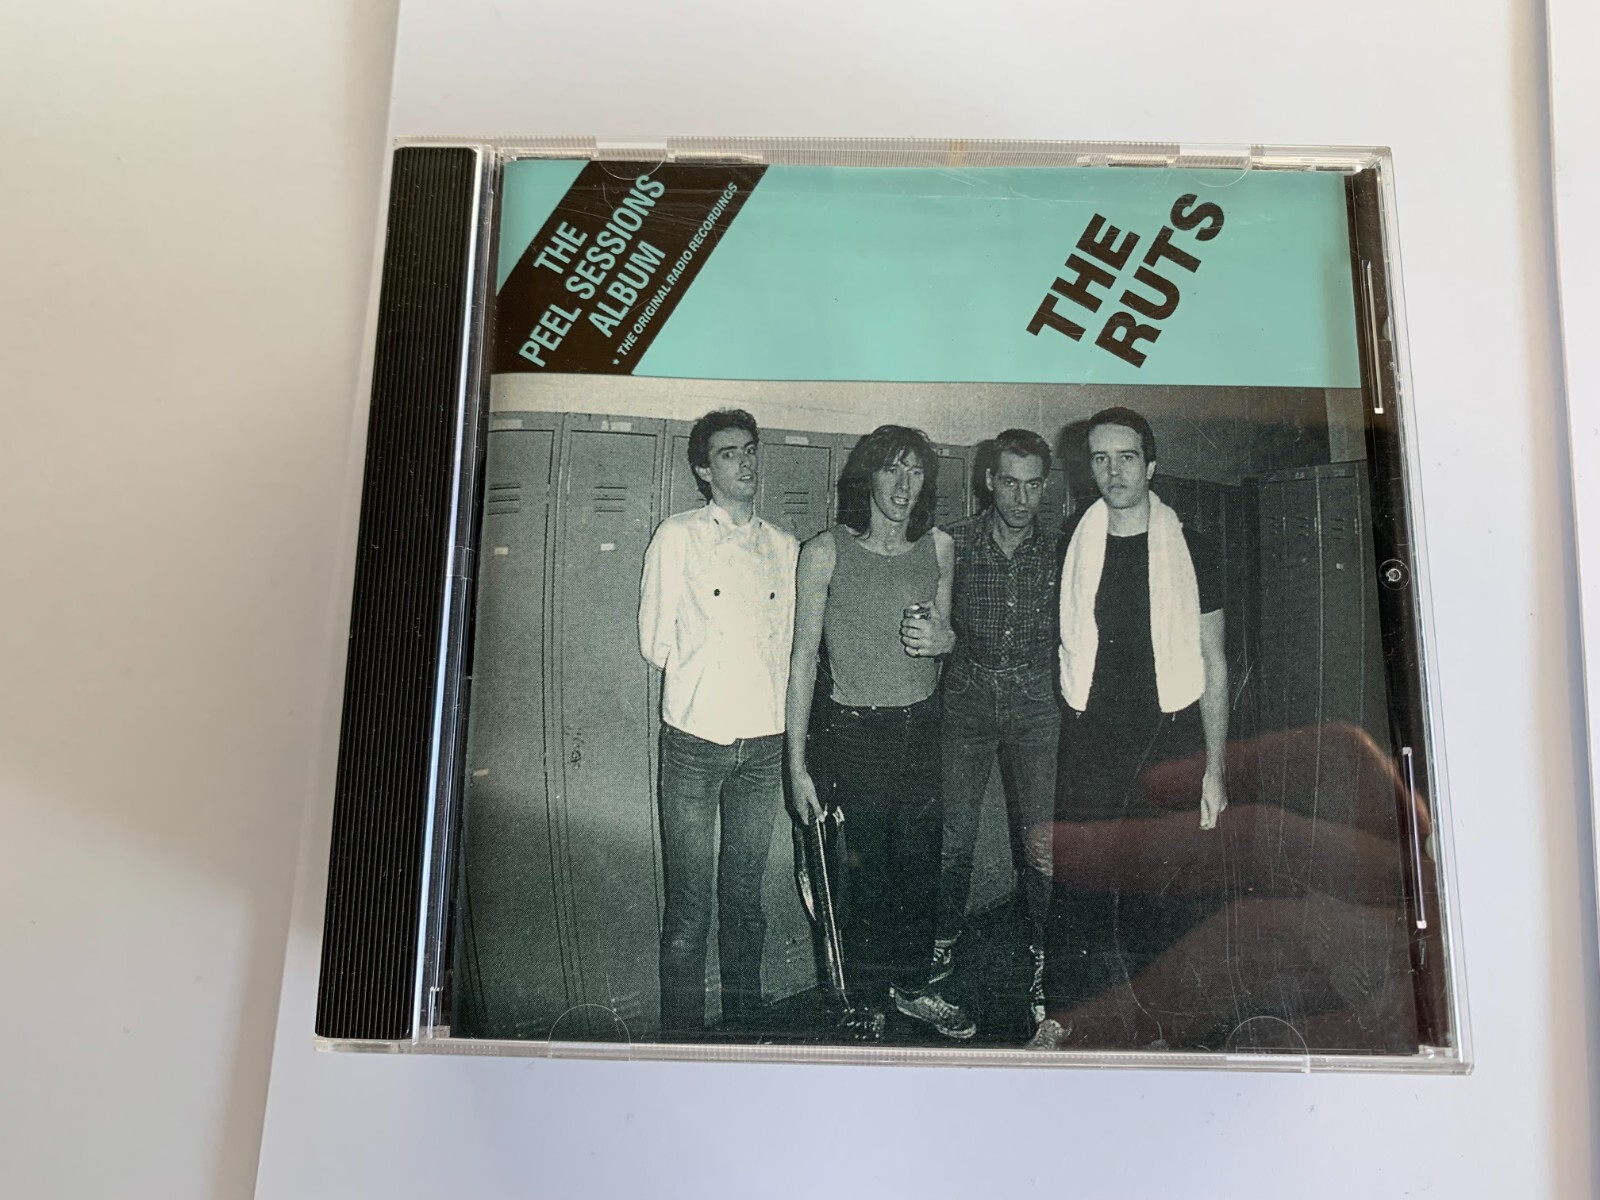 THE
PEEL SESSIONS
ALBUM
* THE ORIGINAL RADIO RECORDINGS
THE
RUTS